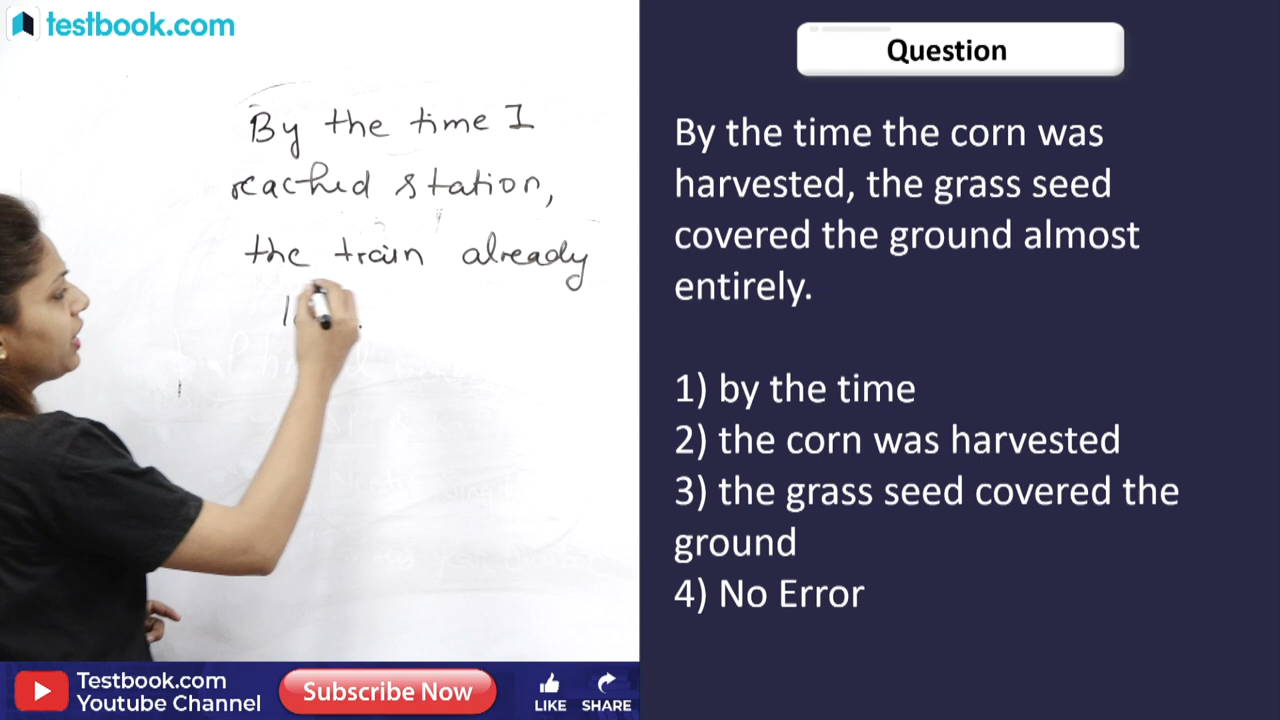 testbook.com
By the time I
reached station,
the train already
Question
By the time the corn was
harvested, the grass seed
covered the ground almost
entirely.
1) by the time
2) the corn was harvested
3) the grass seed covered the
ground
4) No Error
Testbook.com
YouTube Channel
Subscribe Now
LIKE
SHARE